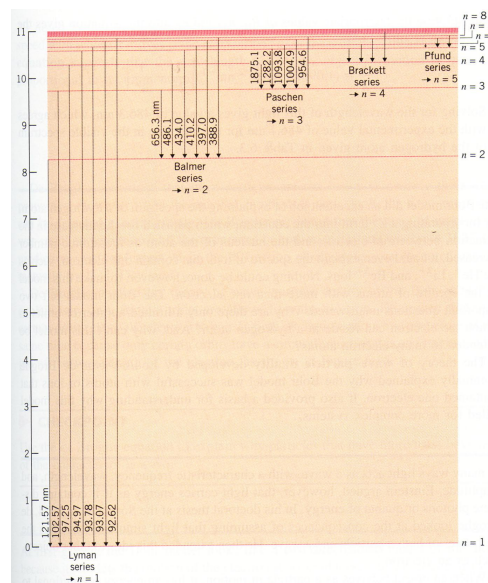 n = 8
n =
n =
n = 5
n = 4
n = 3
n = 2
n = 1
11
10
9
8
7
6
5
4
3
2
1
0
1875.1
1282.2
1093.8
1004.9
954.6
Paschen
series
→ n = 3
Brackett
series
→ n = 4
Pfund
series
→ n = 5
656.3 nm
486.1
434.0
410.2
397.0
388.9
Balmer
series
→ n = 2
121.57 nm
102.57
97.25
94.97
93.78
93.07
92.62
Lyman
series
→ n = 1